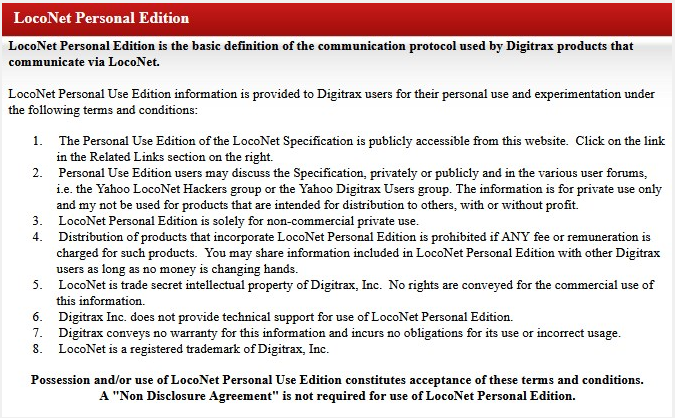 LocoNet Personal Edition
LocoNet Personal Edition is the basic definition of the communication protocol used by Digitrax products that
communicate via LocoNet.
LocoNet Personal Use Edition information is provided to Digitrax users for their personal use and experimentation under
the following terms and conditions:
1. The Personal Use Edition of the LocoNet Specification is publicly accessible from this website. Click on the link
in the Related Links section on the right.
2. Personal Use Edition users may discuss the Specification, privately or publicly and in the various user forums,
i.e. the Yahoo LocoNet Hackers group or the Yahoo Digitrax Users group. The information is for private use only
and my not be used for products that are intended for distribution to others, with or without profit.
3. LocoNet Personal Edition is solely for non-commercial private use.
4. Distribution of products that incorporate LocoNet Personal Edition is prohibited if ANY fee or remuneration is
charged for such products. You may share information included in LocoNet Personal Edition with other Digitrax
users as long as no money is changing hands.
5. LocoNet is trade secret intellectual property of Digitrax, Inc. No rights are conveyed for the commercial use of
this information.
6. Digitrax Inc. does not provide technical support for use of LocoNet Personal Edition.
7. Digitrax conveys no warranty for this information and incurs no obligations for its use or incorrect usage.
8. LocoNet is a registered trademark of Digitrax, Inc.
Possession and/or use of LocoNet Personal Use Edition constitutes acceptance of these terms and conditions.
A "Non Disclosure Agreement" is not required for use of LocoNet Personal Edition.